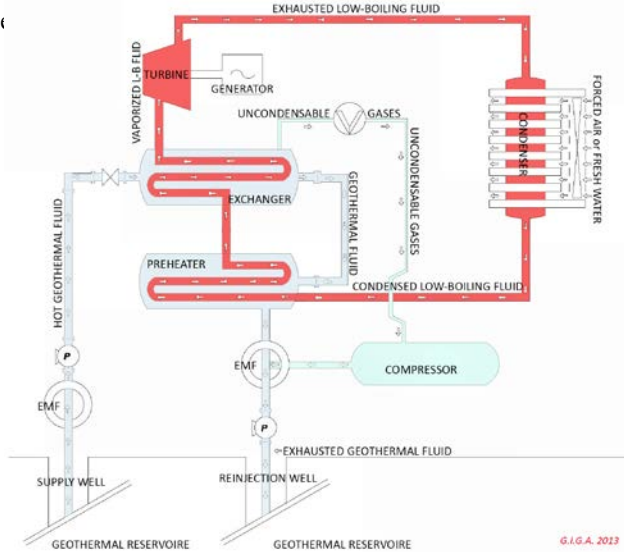 e
EXHAUSTED LOW-BOILING FLUID
VAPORIZED L-B FLID
TURBINE
GENERATOR
UNCONDENSABLE GASES
UNCONDENSABLE GASES
CONDENSER
FORCED AIR or FRESH WATER
EXCHANGER
GEOTHERMAL FLUID
PREHEATER
CONDENSED LOW-BOILING FLUID
HOT GEOTHERMAL FLUID
P
EMF
EMF
COMPRESSOR
P
EXHAUSTED GEOTHERMAL FLUID
SUPPLY WELL
REINJECTION WELL
GEOTHERMAL RESERVOIRE
GEOTHERMAL RESERVOIRE
G.I.G.A. 2013